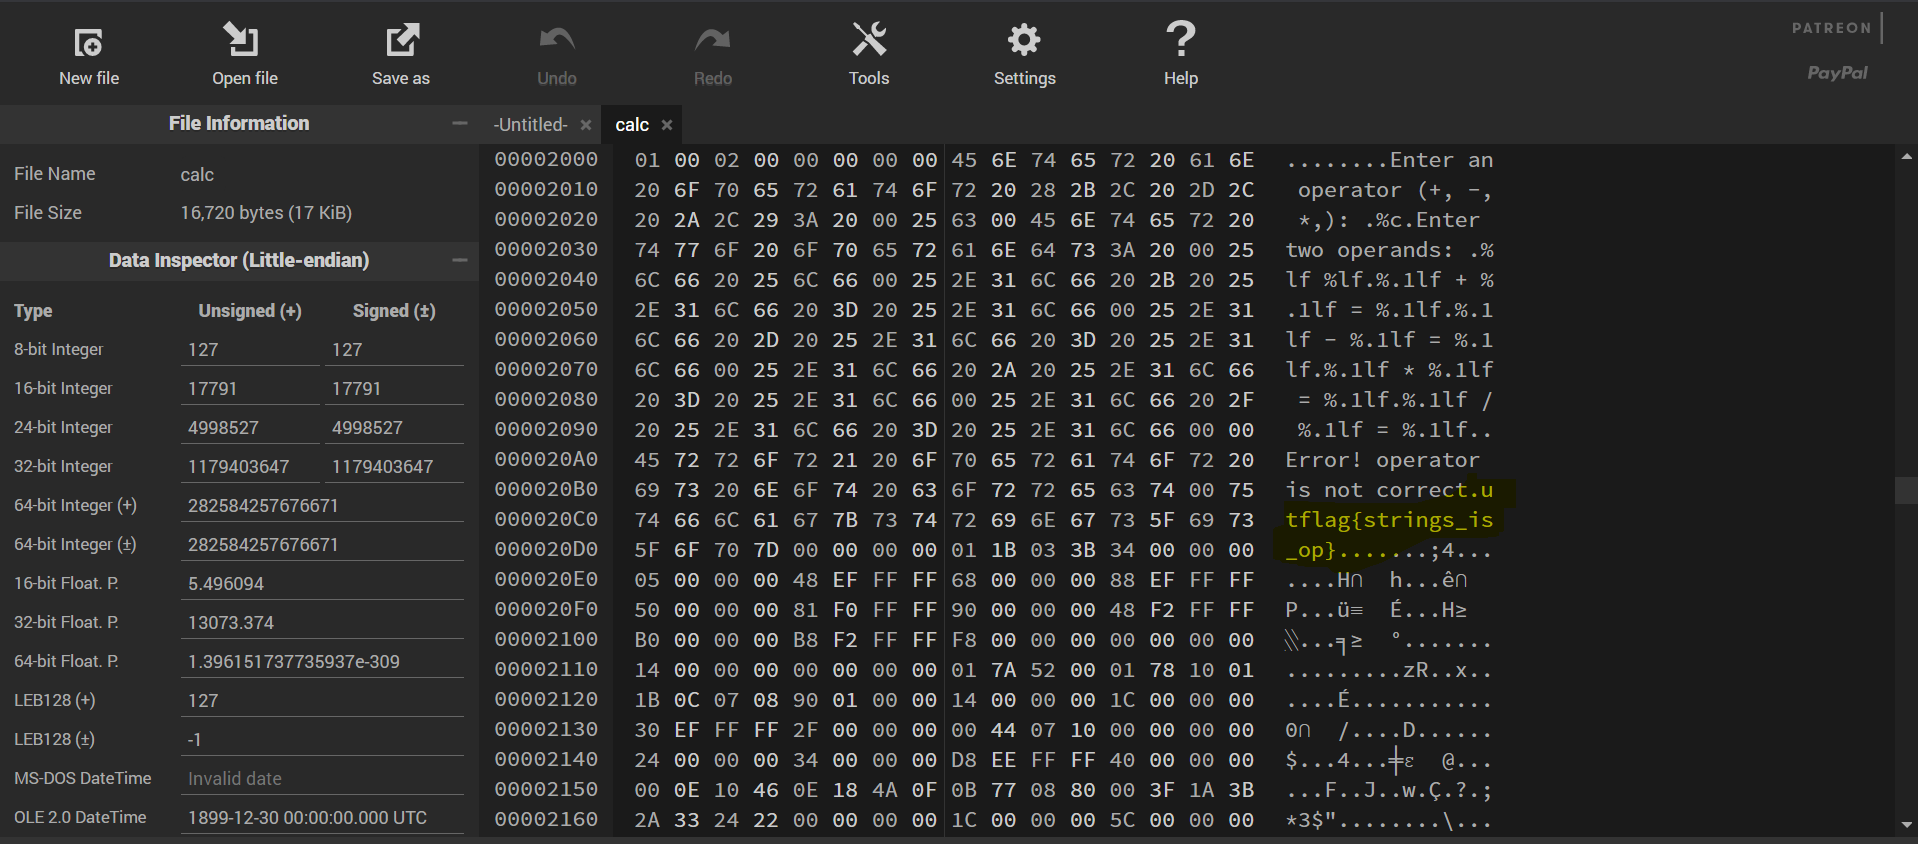 New file Open file Save as Undo Redo Tools Settings Help
PATREON
PayPal
File Information
File Name calc
File Size 16,720 bytes (17 KiB)
Data Inspector (Little-endian)
Type Unsigned (+) Signed (±)
8-bit Integer 127 127
16-bit Integer 17791 17791
24-bit Integer 4998527 4998527
32-bit Integer 1179403647 1179403647
64-bit Integer (+) 282584257676671
64-bit Integer (±) 282584257676671
16-bit Float. P. 5.496094
32-bit Float. P. 13073.374
64-bit Float. P. 1.396151737735937e-309
LEB128 (+) 127
LEB128 (±) -1
MS-DOS DateTime Invalid date
OLE 2.0 DateTime 1899-12-30 00:00:00.000 UTC
-Untitled- × calc ×
00002000 01 00 02 00 00 00 00 00 45 6E 74 65 72 20 61 6E ........Enter an
00002010 20 6F 70 65 72 61 74 6F 72 20 28 2B 2C 20 2D 2C operator (+, -,
00002020 20 2A 2C 29 3A 20 00 25 63 00 45 6E 74 65 72 20 *,): .%c.Enter
00002030 74 77 6F 20 6F 70 65 72 61 6E 64 73 3A 20 00 25 two operands: .%
00002040 6C 66 20 25 6C 66 00 25 2E 31 6C 66 20 2B 20 25 lf %lf.%.1lf + %
00002050 2E 31 6C 66 20 3D 20 25 2E 31 6C 66 00 25 2E 31 .1lf = %.1lf.%.1
00002060 6C 66 20 2D 20 25 2E 31 6C 66 20 3D 20 25 2E 31 lf - %.1lf = %.1
00002070 6C 66 00 25 2E 31 6C 66 20 2A 20 25 2E 31 6C 66 lf.%.1lf * %.1lf
00002080 20 3D 20 25 2E 31 6C 66 00 25 2E 31 6C 66 20 2F = %.1lf.%.1lf /
00002090 20 25 2E 31 6C 66 20 3D 20 25 2E 31 6C 66 00 00 %.1lf = %.1lf..
000020A0 45 72 72 6F 72 21 20 6F 70 65 72 61 74 6F 72 20 Error! operator
000020B0 69 73 20 6E 6F 74 20 63 6F 72 72 65 63 74 00 75 is not correct.u
000020C0 74 66 6C 61 67 7B 73 74 72 69 6E 67 73 5F 69 73 tflag{strings_is
000020D0 5F 6F 70 7D 00 00 00 00 01 1B 03 3B 34 00 00 00 _op}.......;4...
000020E0 05 00 00 00 48 EF FF FF 68 00 00 00 88 EF FF FF ....H∩ h...ê∩
000020F0 50 00 00 00 81 F0 FF FF 90 00 00 00 48 F2 FF FF P...ü≡ É...H≥
00002100 B0 00 00 00 B8 F2 FF FF F8 00 00 00 00 00 00 00 ░...╕≥ °.......
00002110 14 00 00 00 00 00 00 00 01 7A 52 00 01 78 10 01 .........zR..x..
00002120 1B 0C 07 08 90 01 00 00 14 00 00 00 1C 00 00 00 ....É...........
00002130 30 EF FF FF 2F 00 00 00 00 44 07 10 00 00 00 00 0∩ /....D......
00002140 24 00 00 00 34 00 00 00 D8 EE FF FF 40 00 00 00 $...4...╪ε @...
00002150 00 0E 10 46 0E 18 4A 0F 0B 77 08 80 00 3F 1A 3B ...F..J..w.Ç.?.;
00002160 2A 33 24 22 00 00 00 00 1C 00 00 00 5C 00 00 00 *3$"........\...